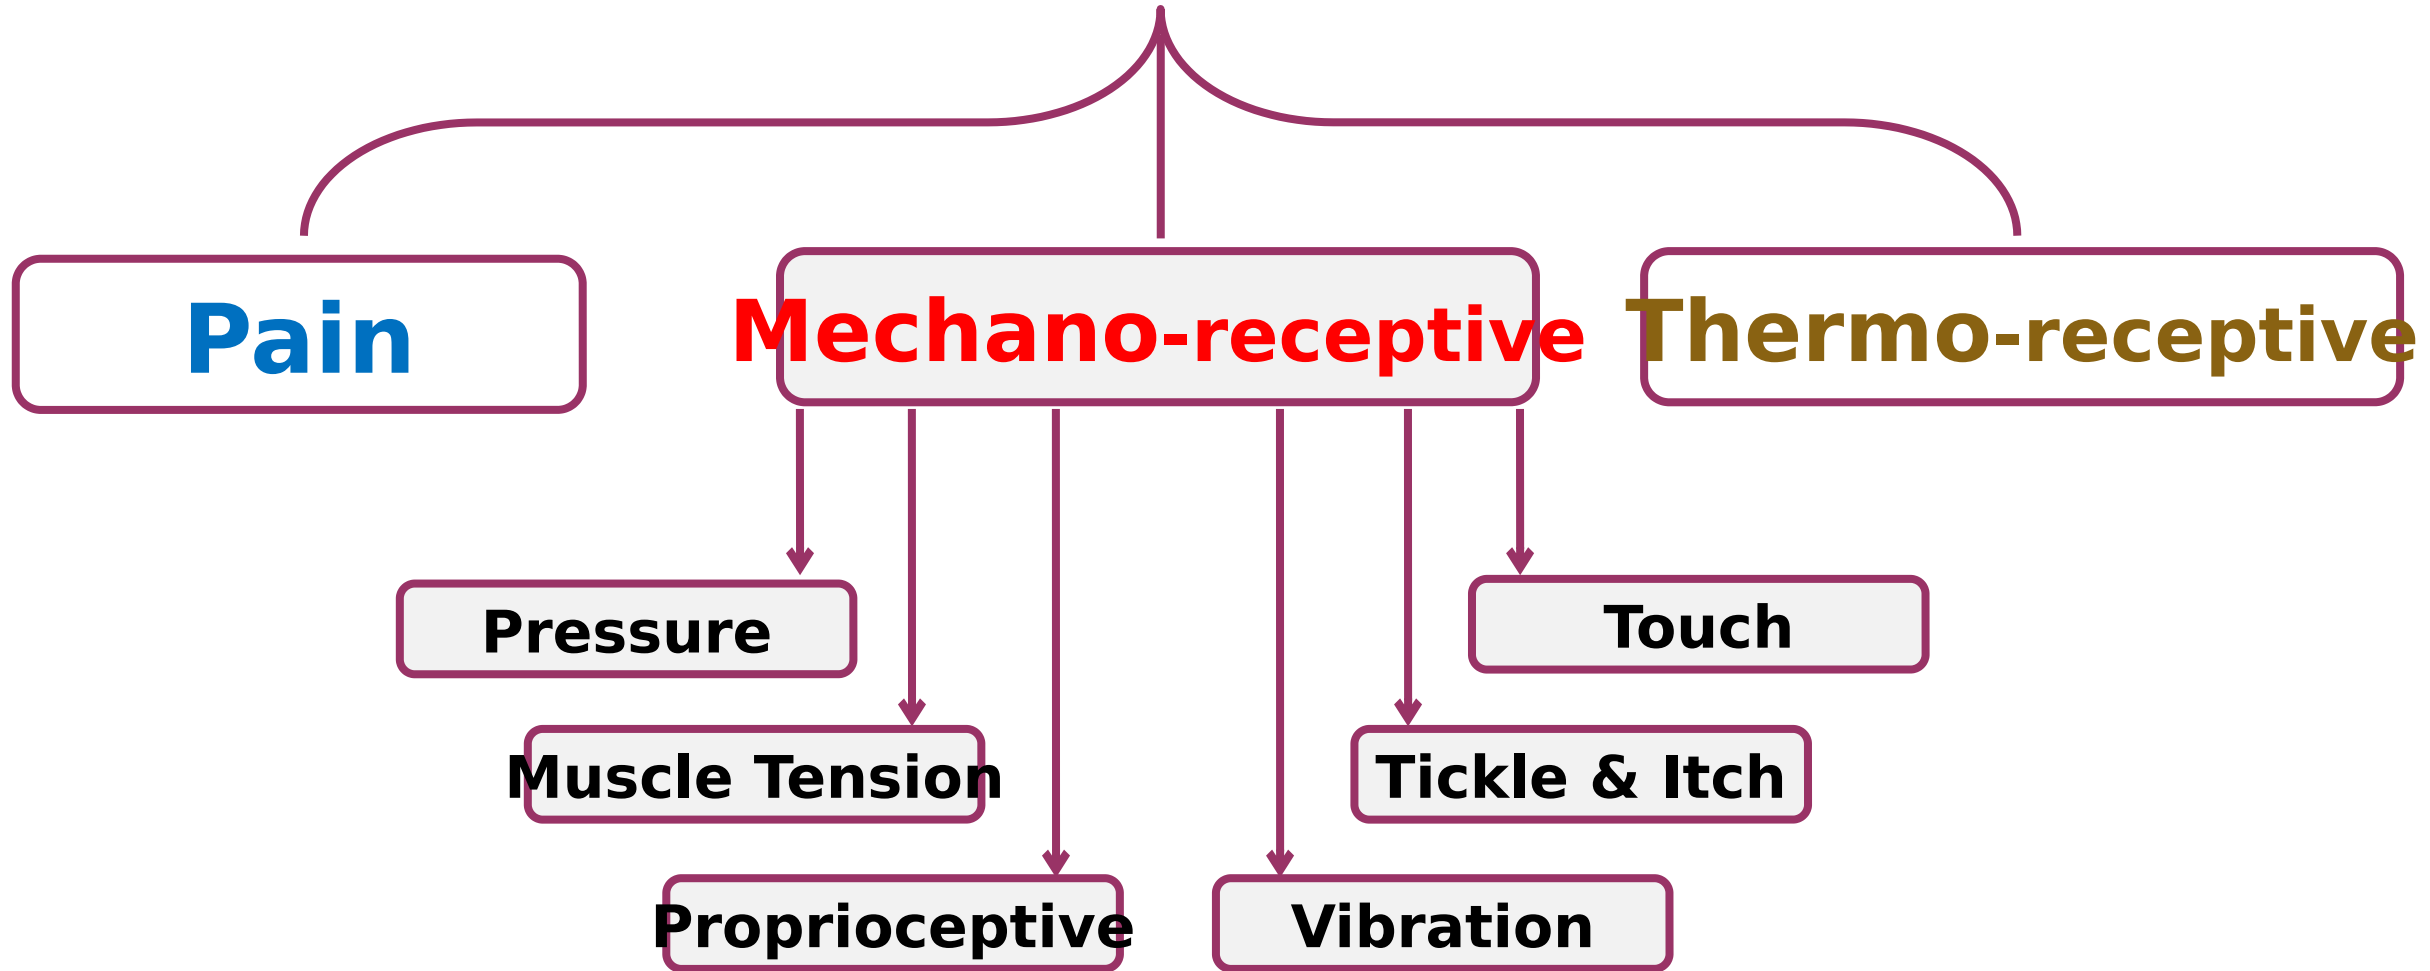 Pain
Mechano-receptive
Thermo-receptive
Pressure
Touch
Muscle Tension
Tickle & Itch
Proprioceptive
Vibration